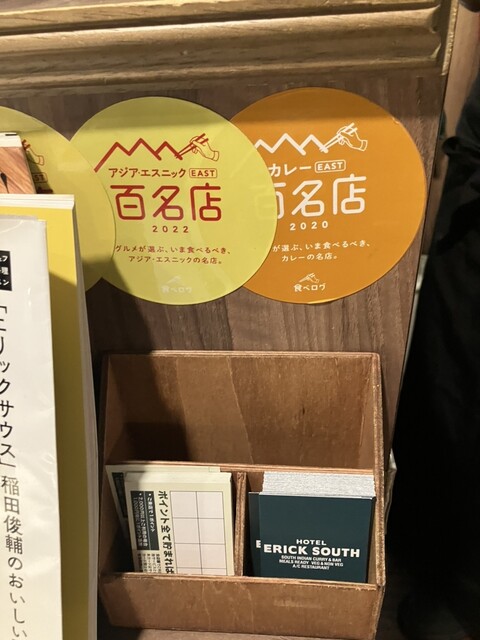 アジア・エスニック EAST
百名店
2022
グルメが選ぶ、いま食べるべき、
アジア・エスニックの名店。
食べログ
カレー EAST
百名店
2020
が選ぶ、いま食べるべき、
カレーの名店。
食べログ
「エリックサウス」稲田俊輔のおいしい
ポイント全て貯まれば
HOTEL
ERICK SOUTH
SOUTH INDIAN CURRY & BAR
MEALS READY VEG & NON VEG
A/C RESTAURANT